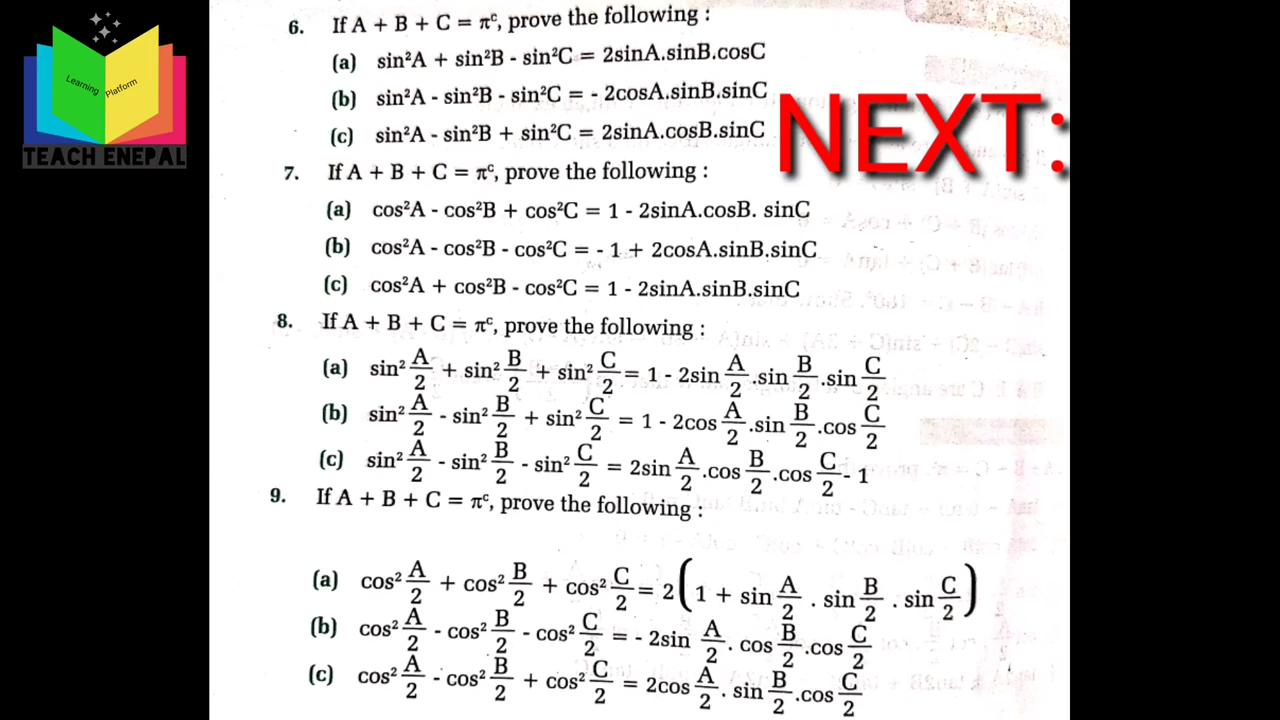 Learning Platform
TEACH ENEPAL
NEXT:
6. If A + B + C = πᶜ, prove the following :
(a) sin²A + sin²B - sin²C = 2sinA.sinB.cosC
(b) sin²A - sin²B - sin²C = - 2cosA.sinB.sinC
(c) sin²A - sin²B + sin²C = 2sinA.cosB.sinC
7. If A + B + C = πᶜ, prove the following :
(a) cos²A - cos²B + cos²C = 1 - 2sinA.cosB. sinC
(b) cos²A - cos²B - cos²C = - 1 + 2cosA.sinB.sinC
(c) cos²A + cos²B - cos²C = 1 - 2sinA.sinB.sinC
8. If A + B + C = πᶜ, prove the following :
(a) sin² A/2 + sin² B/2 + sin² C/2 = 1 - 2sin A/2 .sin B/2 .sin C/2
(b) sin² A/2 - sin² B/2 + sin² C/2 = 1 - 2cos A/2 .sin B/2 .cos C/2
(c) sin² A/2 - sin² B/2 - sin² C/2 = 2sin A/2 .cos B/2 .cos C/2 - 1
9. If A + B + C = πᶜ, prove the following :
(a) cos² A/2 + cos² B/2 + cos² C/2 = 2(1 + sin A/2 . sin B/2 . sin C/2)
(b) cos² A/2 - cos² B/2 - cos² C/2 = - 2sin A/2 . cos B/2 .cos C/2
(c) cos² A/2 - cos² B/2 + cos² C/2 = 2cos A/2 . sin B/2 .cos C/2